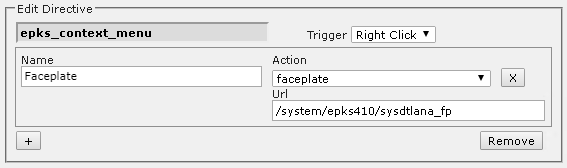 Edit Directive
epks_context_menu Trigger Right Click
Name Action
Faceplate faceplate X
Url
/system/epks410/sysdtlana_fp
+ Remove